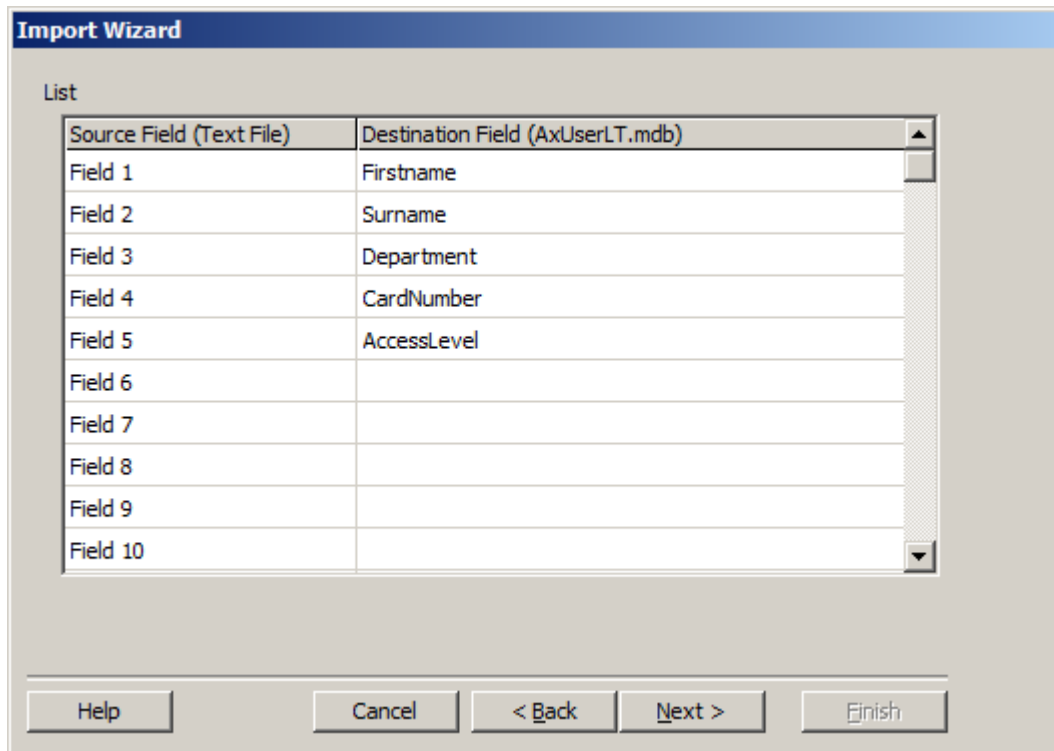 Import Wizard
List
Source Field (Text File) Destination Field (AxUserLT.mdb)
Field 1 Firstname
Field 2 Surname
Field 3 Department
Field 4 CardNumber
Field 5 AccessLevel
Field 6
Field 7
Field 8
Field 9
Field 10
Help Cancel < Back Next > Finish